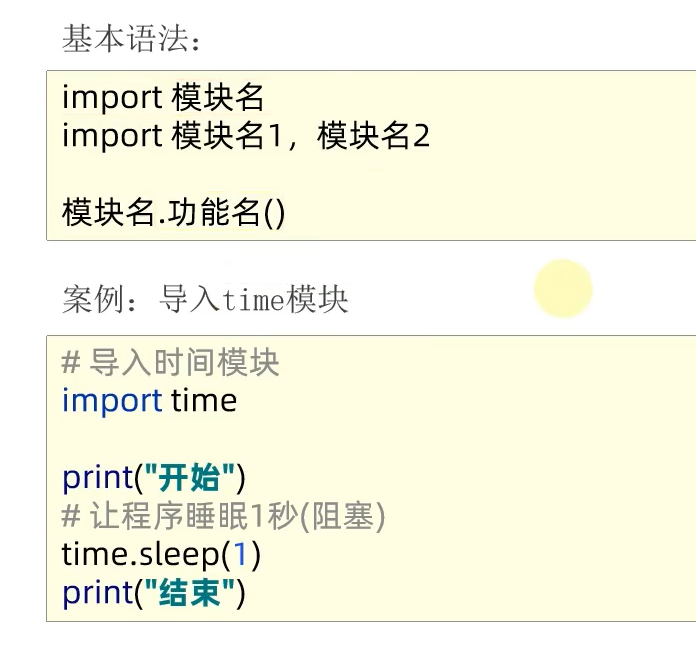 基本语法：
import 模块名
import 模块名1，模块名2
模块名.功能名()
案例：导入time模块
# 导入时间模块
import time
print("开始")
# 让程序睡眠1秒(阻塞)
time.sleep(1)
print("结束")